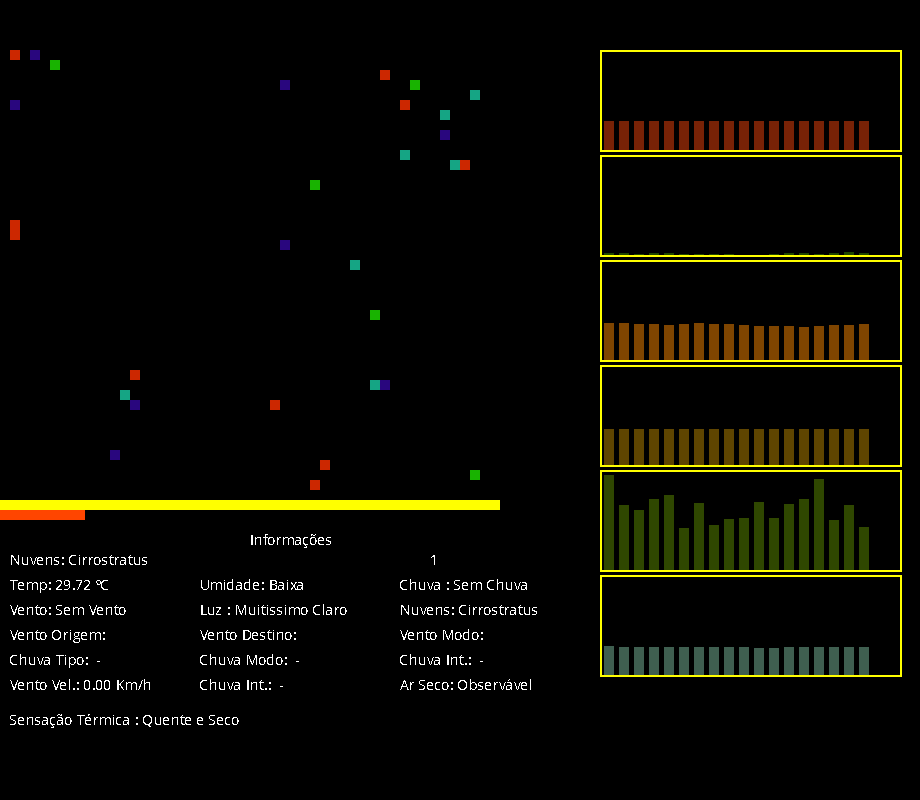 Informações
Nuvens: Cirrostratus 1
Temp: 29.72 ºC Umidade: Baixa Chuva : Sem Chuva
Vento: Sem Vento Luz : Muitissimo Claro Nuvens: Cirrostratus
Vento Origem: Vento Destino: Vento Modo:
Chuva Tipo: - Chuva Modo: - Chuva Int.: -
Vento Vel.: 0.00 Km/h Chuva Int.: - Ar Seco: Observável
Sensação Térmica : Quente e Seco